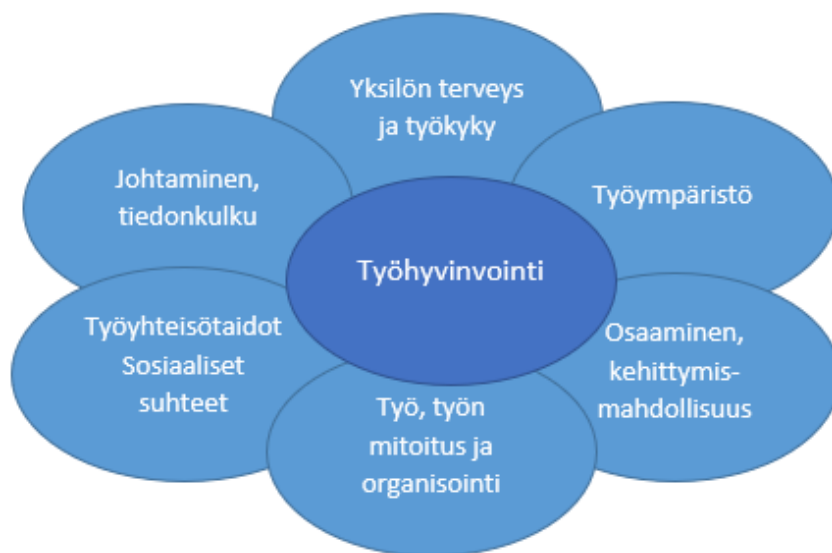 Yksilön terveys
ja työkyky
Johtaminen,
tiedonkulku
Työympäristö
Työhyvinvointi
Työyhteisötaidot
Sosiaaliset
suhteet
Osaaminen,
kehittymis-
mahdollisuus
Työ, työn
mitoitus ja
organisointi